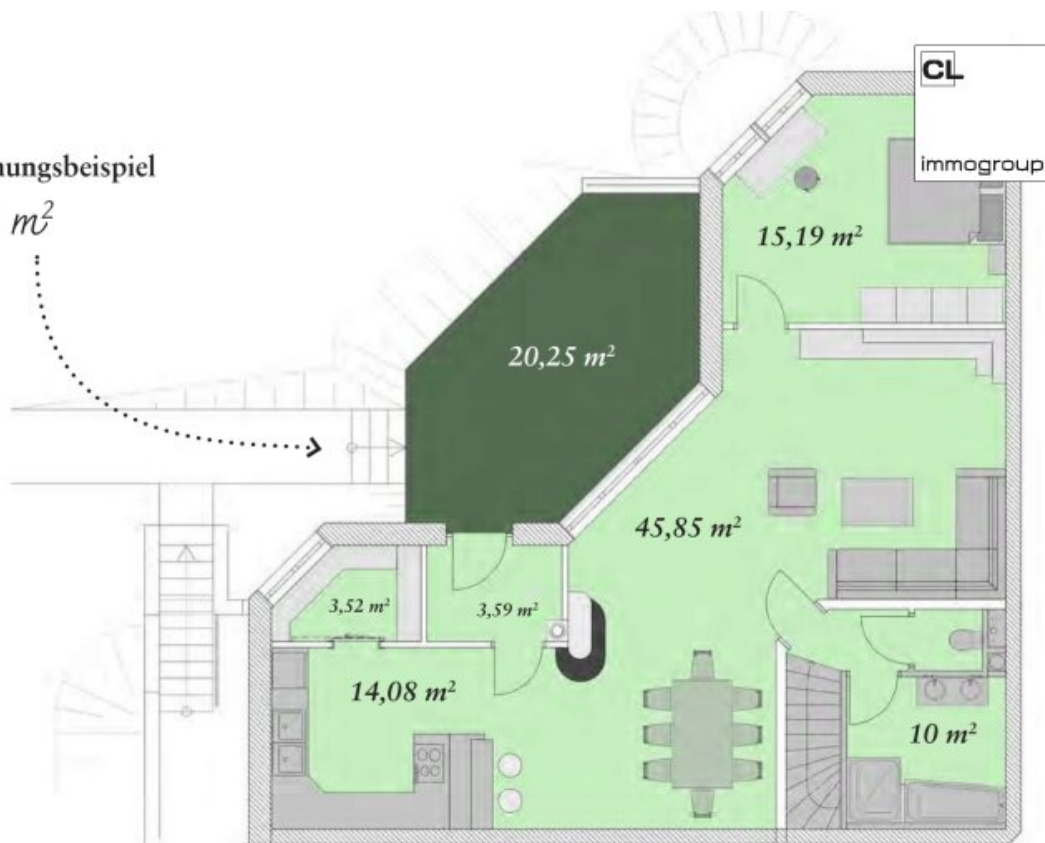 CL
immogroup
nungsbeispiel
m²
15,19 m²
20,25 m²
45,85 m²
3,52 m²
3,59 m²
14,08 m²
10 m²